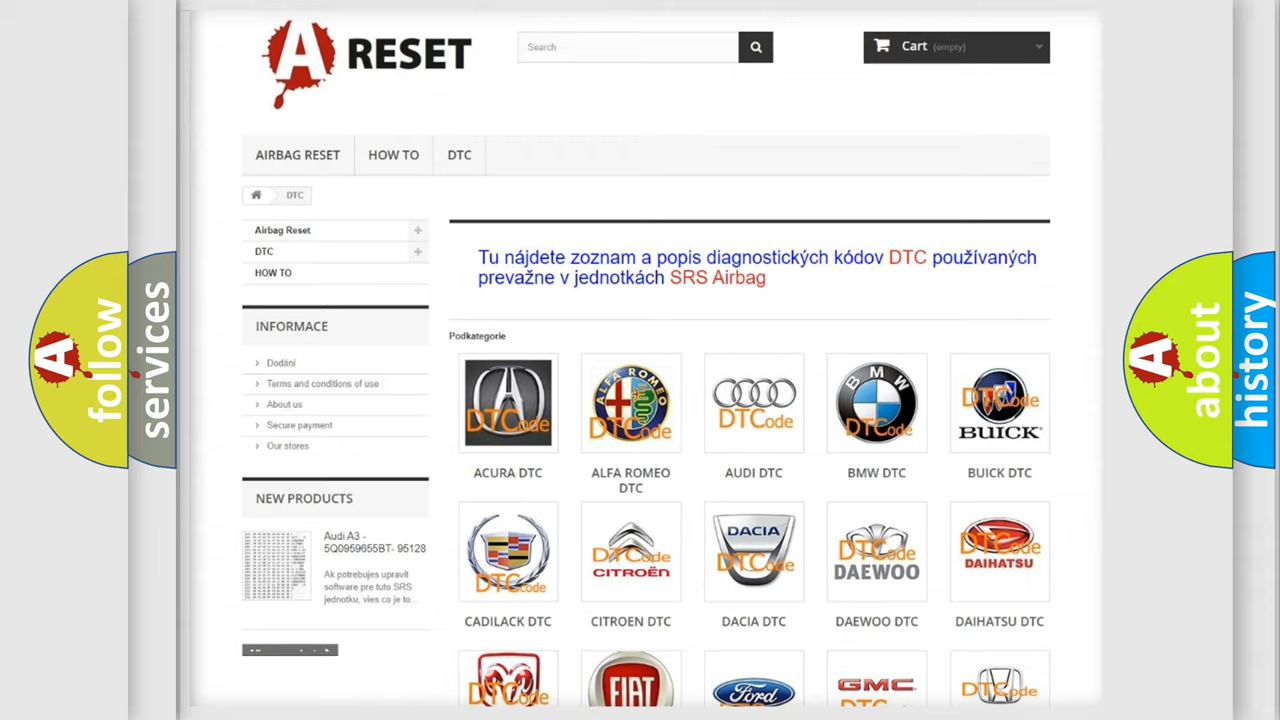 A RESET
Search
Cart (empty)
AIRBAG RESET
HOW TO
DTC
DTC
Airbag Reset
DTC
HOW TO
Tu nájdete zoznam a popis diagnostických kódov DTC používaných
prevažne v jednotkách SRS Airbag
INFORMACE
Dodání
Terms and conditions of use
About us
Secure payment
Our stores
Podkategorie
DTCode
ALFA ROMEO
DTCode
DTCode
BMW
DTCode
DTCode
BUICK
ACURA DTC
ALFA ROMEO
DTC
AUDI DTC
BMW DTC
BUICK DTC
NEW PRODUCTS
Audi A3 -
5Q0959655BT- 95128
Ak potrebujes upravit
software pre tuto SRS
jednotku, vies co je to...
DTCode
DTCode
CITROËN
DACIA
DTCode
DTCode
DAEWOO
DTCode
DAIHATSU
CADILACK DTC
CITROEN DTC
DACIA DTC
DAEWOO DTC
DAIHATSU DTC
DTCode
FIAT
Ford
GMC
DTCode
A follow
services
A about
history